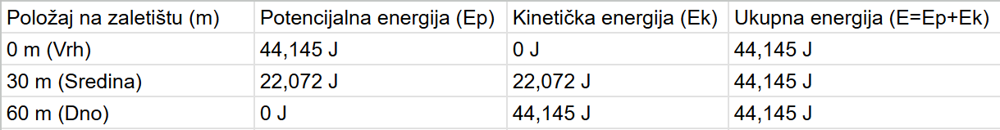 Položaj na zaletištu (m) Potencijalna energija (Ep) Kinetička energija (Ek) Ukupna energija (E=Ep+Ek)
0 m (Vrh) 44,145 J 0 J 44,145 J
30 m (Sredina) 22,072 J 22,072 J 44,145 J
60 m (Dno) 0 J 44,145 J 44,145 J